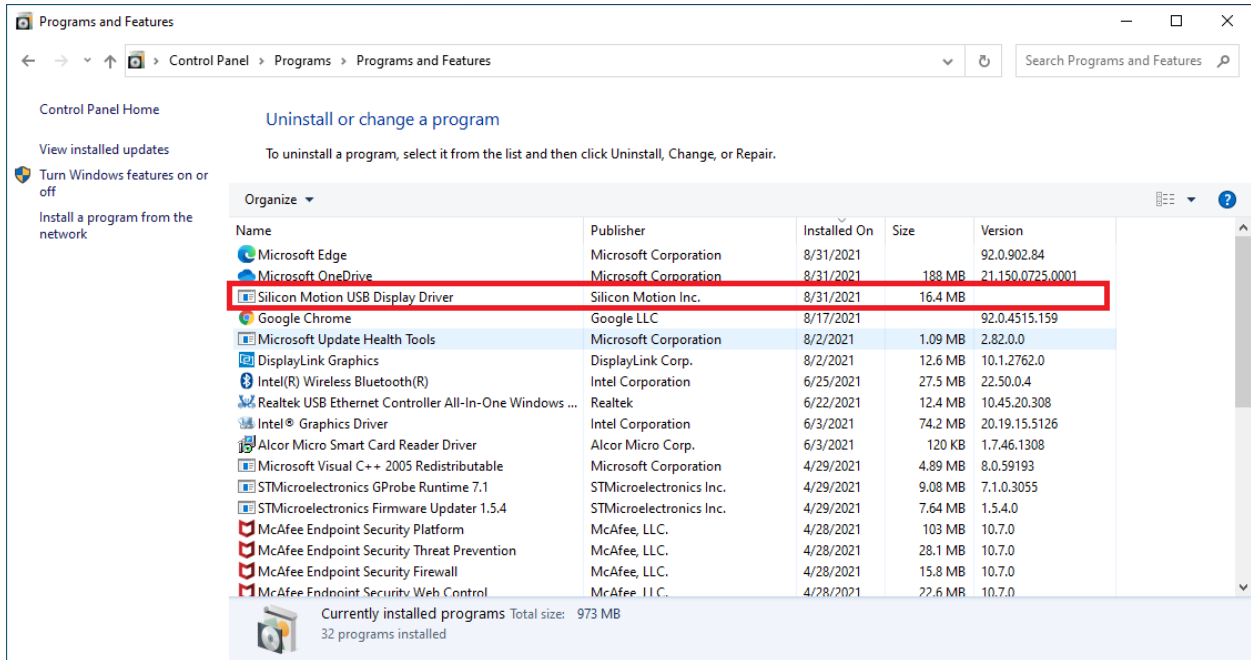 Programs and Features
Control Panel > Programs > Programs and Features
Search Programs and Features
Control Panel Home
View installed updates
Turn Windows features on or
off
Install a program from the
network
Uninstall or change a program
To uninstall a program, select it from the list and then click Uninstall, Change, or Repair.
Organize
Name Publisher Installed On Size Version
Microsoft Edge Microsoft Corporation 8/31/2021 92.0.902.84
Microsoft OneDrive Microsoft Corporation 8/31/2021 188 MB 21.150.0725.0001
Silicon Motion USB Display Driver Silicon Motion Inc. 8/31/2021 16.4 MB
Google Chrome Google LLC 8/17/2021 92.0.4515.159
Microsoft Update Health Tools Microsoft Corporation 8/2/2021 1.09 MB 2.82.0.0
DisplayLink Graphics DisplayLink Corp. 8/2/2021 12.6 MB 10.1.2762.0
Intel(R) Wireless Bluetooth(R) Intel Corporation 6/25/2021 27.5 MB 22.50.0.4
Realtek USB Ethernet Controller All-In-One Windows ... Realtek 6/22/2021 12.4 MB 10.45.20.308
Intel® Graphics Driver Intel Corporation 6/3/2021 74.2 MB 20.19.15.5126
Alcor Micro Smart Card Reader Driver Alcor Micro Corp. 6/3/2021 120 KB 1.7.46.1308
Microsoft Visual C++ 2005 Redistributable Microsoft Corporation 4/29/2021 4.89 MB 8.0.59193
STMicroelectronics GProbe Runtime 7.1 STMicroelectronics Inc. 4/29/2021 9.08 MB 7.1.0.3055
STMicroelectronics Firmware Updater 1.5.4 STMicroelectronics Inc. 4/29/2021 7.64 MB 1.5.4.0
McAfee Endpoint Security Platform McAfee, LLC. 4/28/2021 103 MB 10.7.0
McAfee Endpoint Security Threat Prevention McAfee, LLC. 4/28/2021 28.1 MB 10.7.0
McAfee Endpoint Security Firewall McAfee, LLC. 4/28/2021 15.8 MB 10.7.0
McAfee Endpoint Security Web Control McAfee, LLC. 4/28/2021 22.6 MB 10.7.0
Currently installed programs Total size: 973 MB
32 programs installed